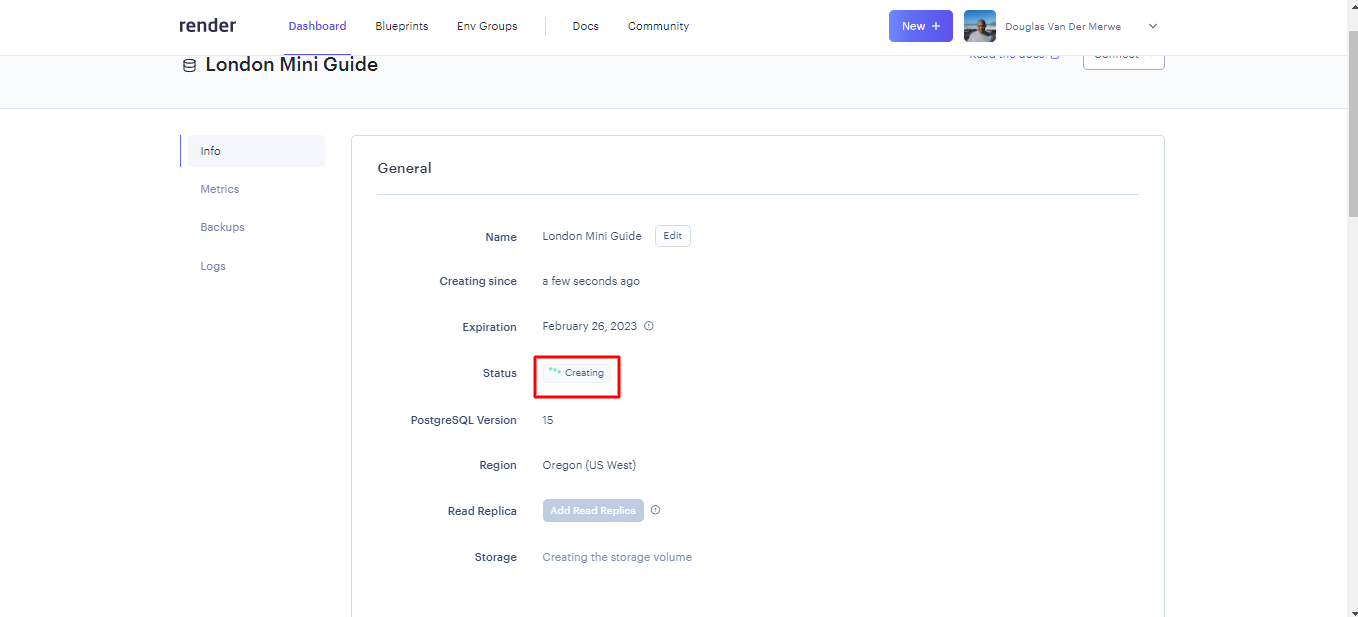 render Dashboard Blueprints Env Groups Docs Community New + Douglas Van Der Merwe
London Mini Guide Read the docs Connect
Info
Metrics
Backups
Logs
General
Name London Mini Guide Edit
Creating since a few seconds ago
Expiration February 26, 2023
Status Creating
PostgreSQL Version 15
Region Oregon (US West)
Read Replica Add Read Replica
Storage Creating the storage volume